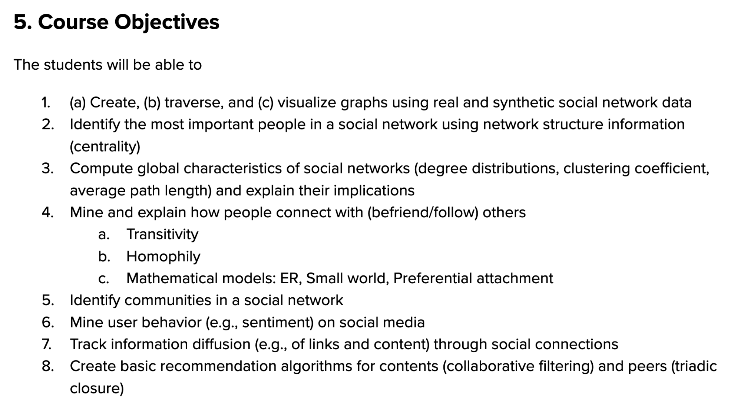 5. Course Objectives
The students will be able to
1. (a) Create, (b) traverse, and (c) visualize graphs using real and synthetic social network data
2. Identify the most important people in a social network using network structure information
(centrality)
3. Compute global characteristics of social networks (degree distributions, clustering coefficient,
average path length) and explain their implications
4. Mine and explain how people connect with (befriend/follow) others
a. Transitivity
b. Homophily
c. Mathematical models: ER, Small world, Preferential attachment
5. Identify communities in a social network
6. Mine user behavior (e.g., sentiment) on social media
7. Track information diffusion (e.g., of links and content) through social connections
8. Create basic recommendation algorithms for contents (collaborative filtering) and peers (triadic
closure)